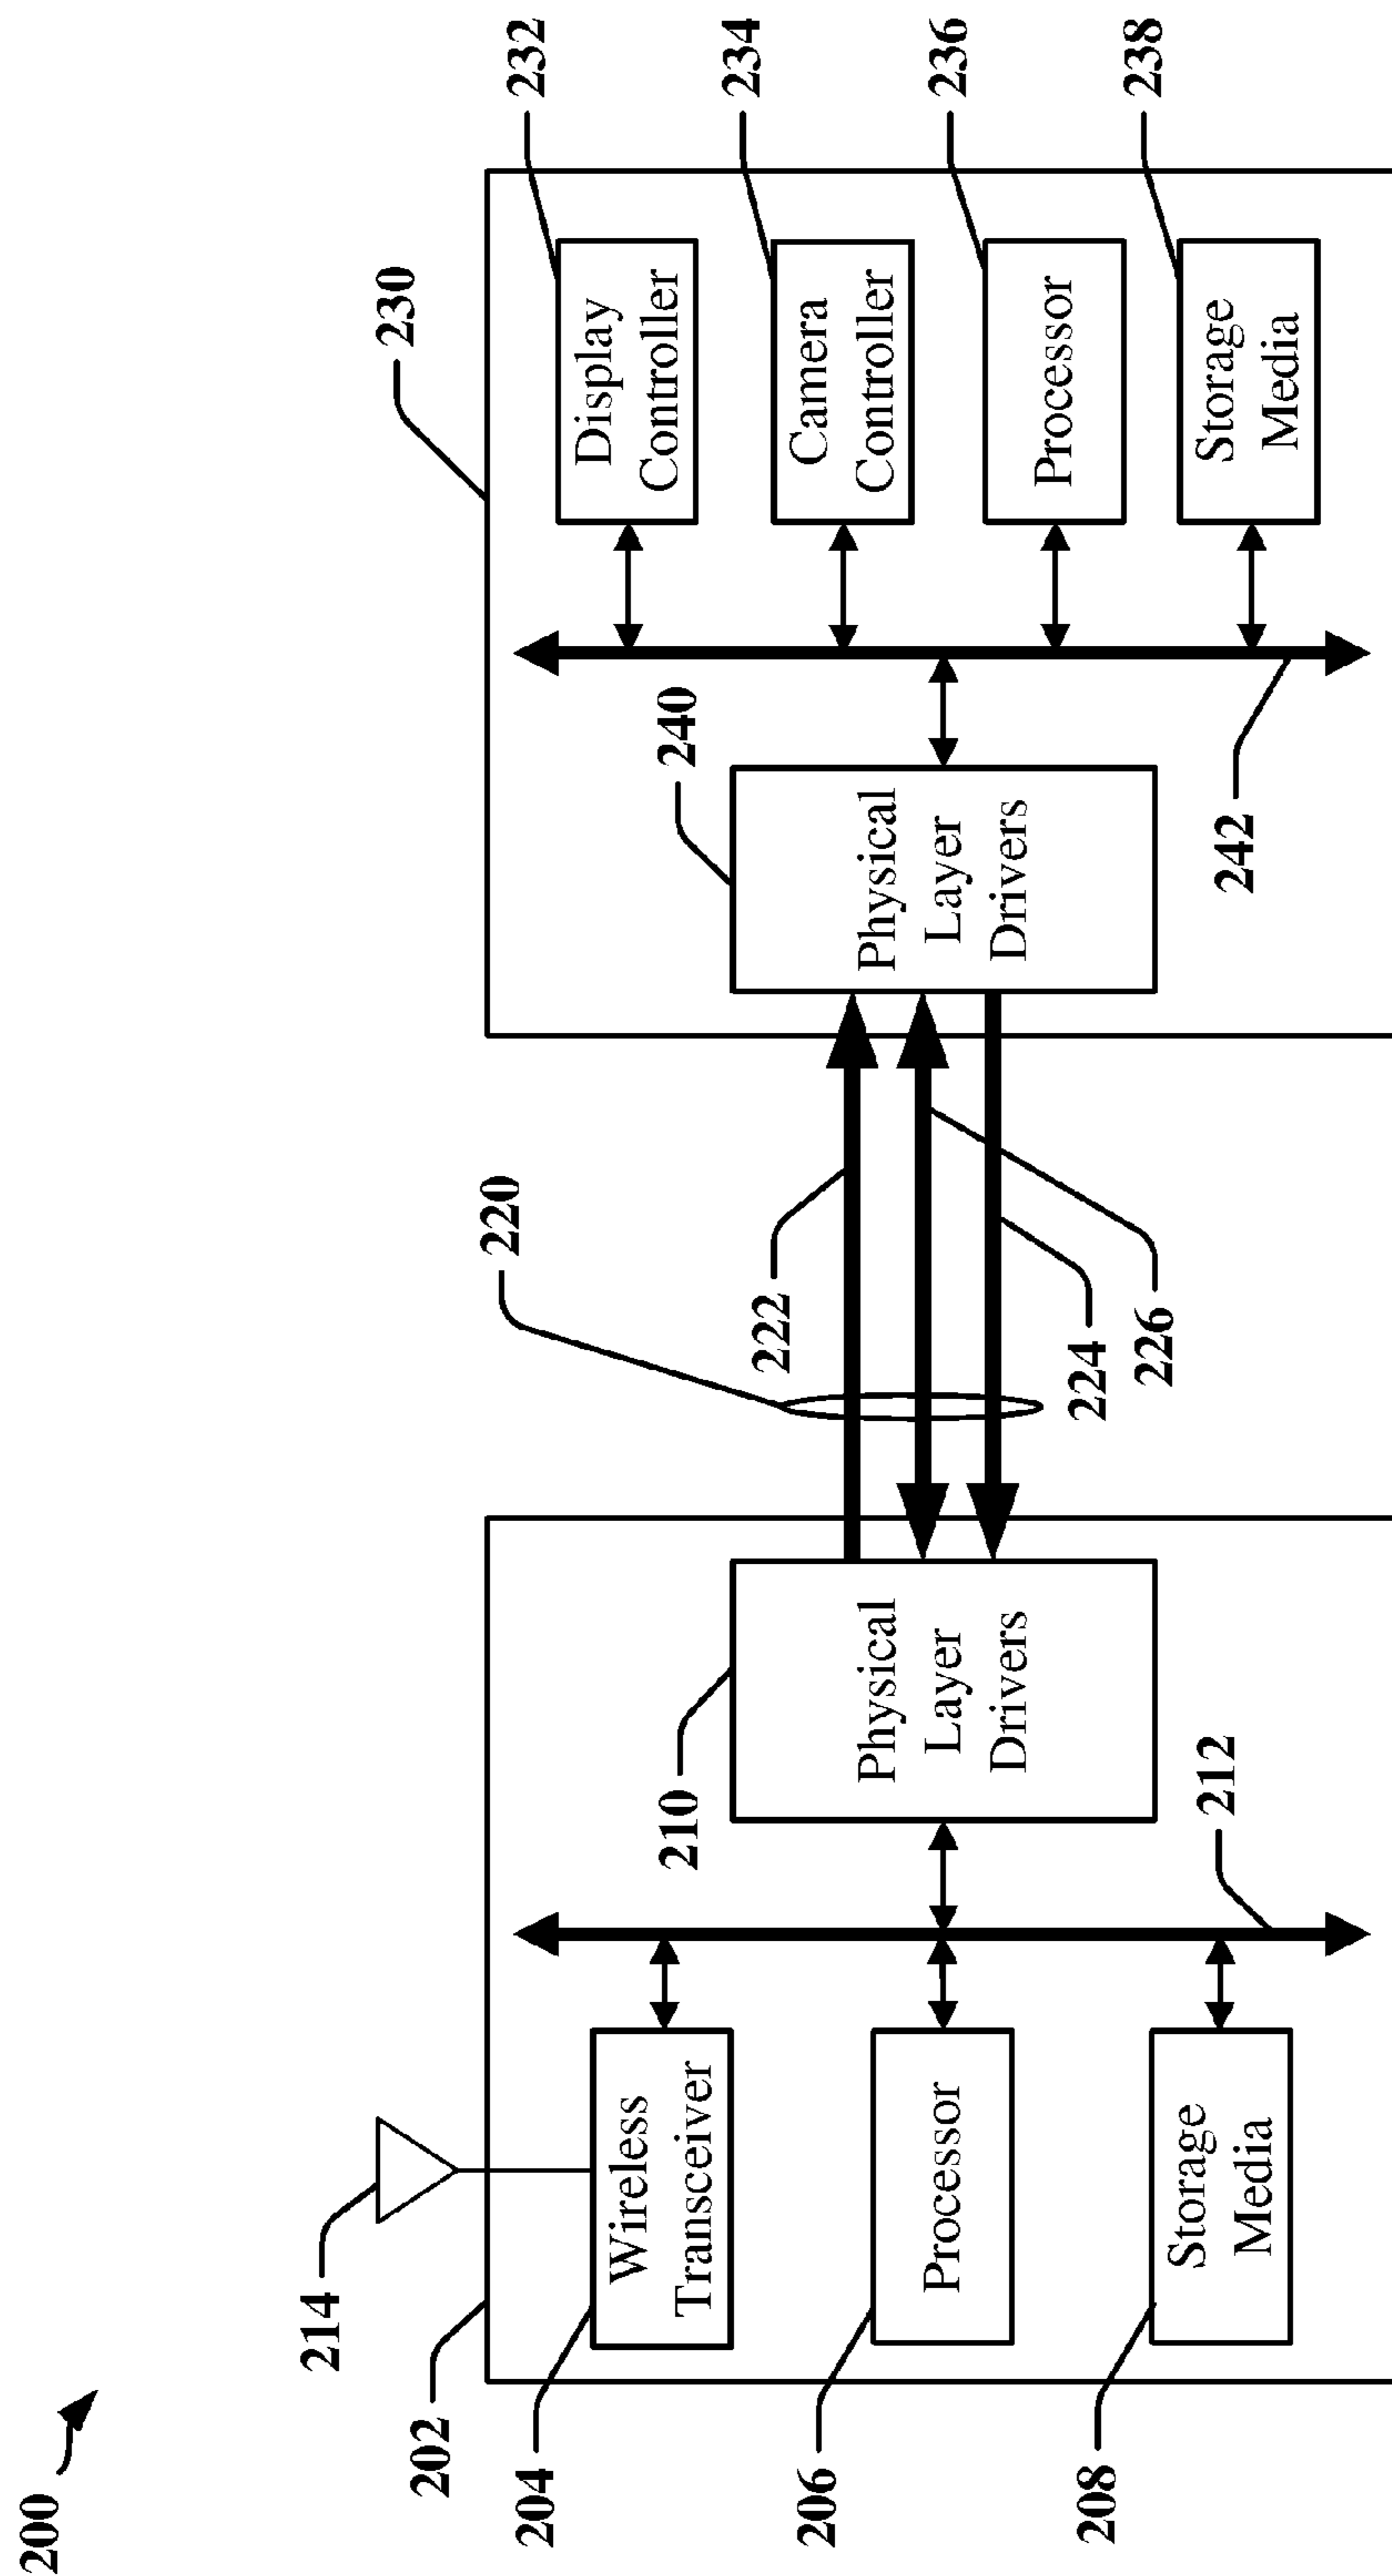 200
214
202
204
Wireless
Transceiver
206
Processor
208
Storage
Media
210
Physical
Layer
Drivers
212
220
222
224
226
230
240
Physical
Layer
Drivers
242
232
Display
Controller
234
Camera
Controller
236
Processor
238
Storage
Media